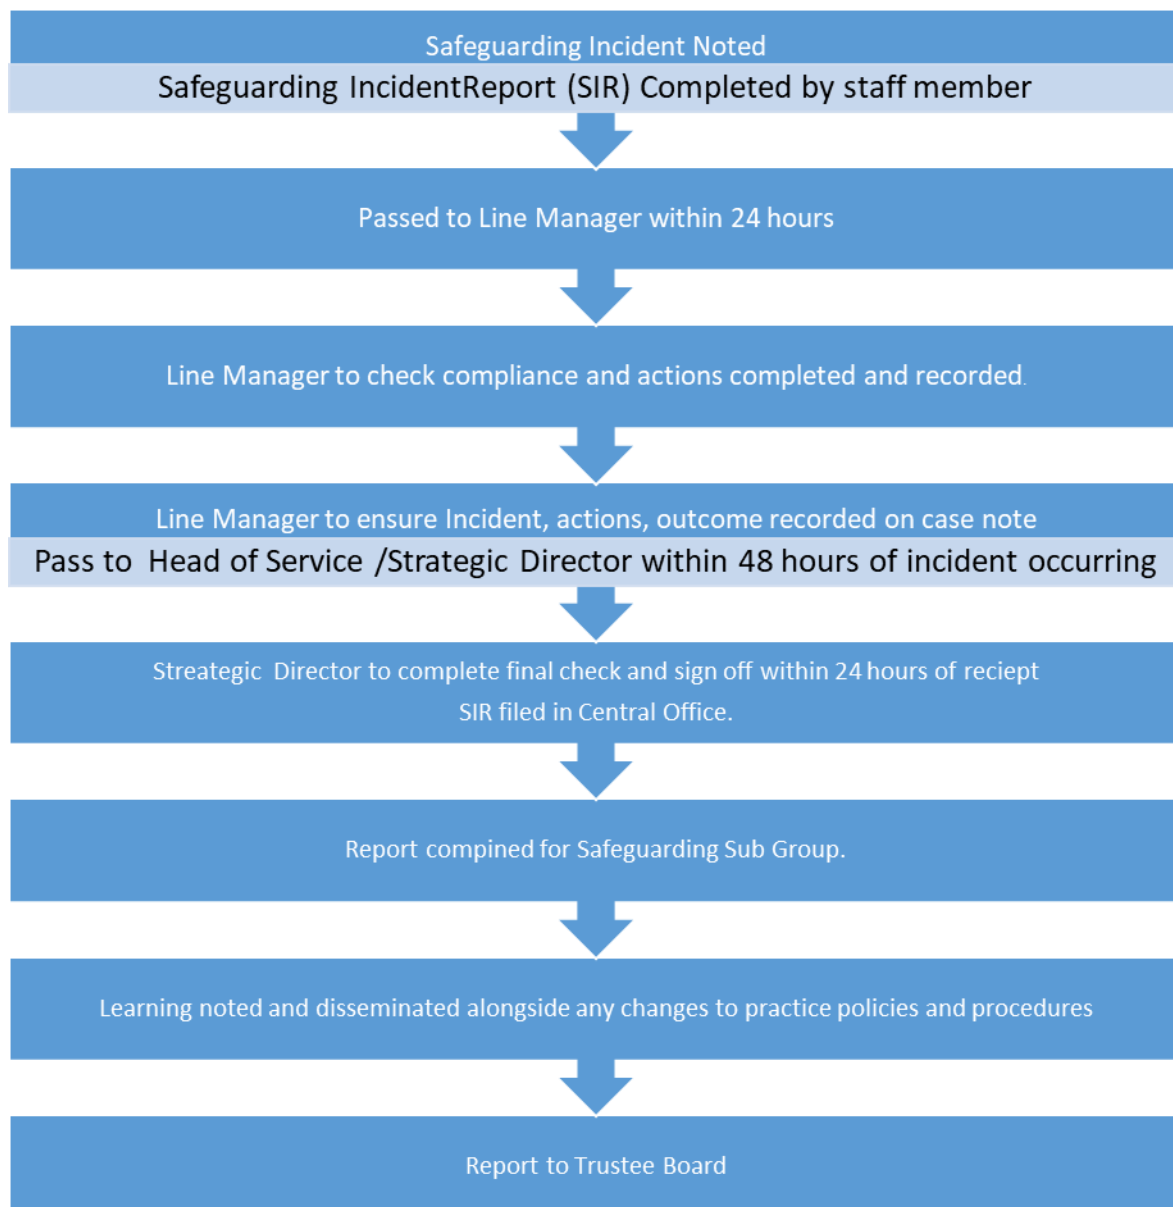 Safeguarding Incident Noted
Safeguarding IncidentReport (SIR) Completed by staff member
Passed to Line Manager within 24 hours
Line Manager to check compliance and actions completed and recorded.
Line Manager to ensure Incident, actions, outcome recorded on case note
Pass to Head of Service /Strategic Director within 48 hours of incident occurring
Streategic Director to complete final check and sign off within 24 hours of reciept
SIR filed in Central Office.
Report compined for Safeguarding Sub Group.
Learning noted and disseminated alongside any changes to practice policies and procedures
Report to Trustee Board